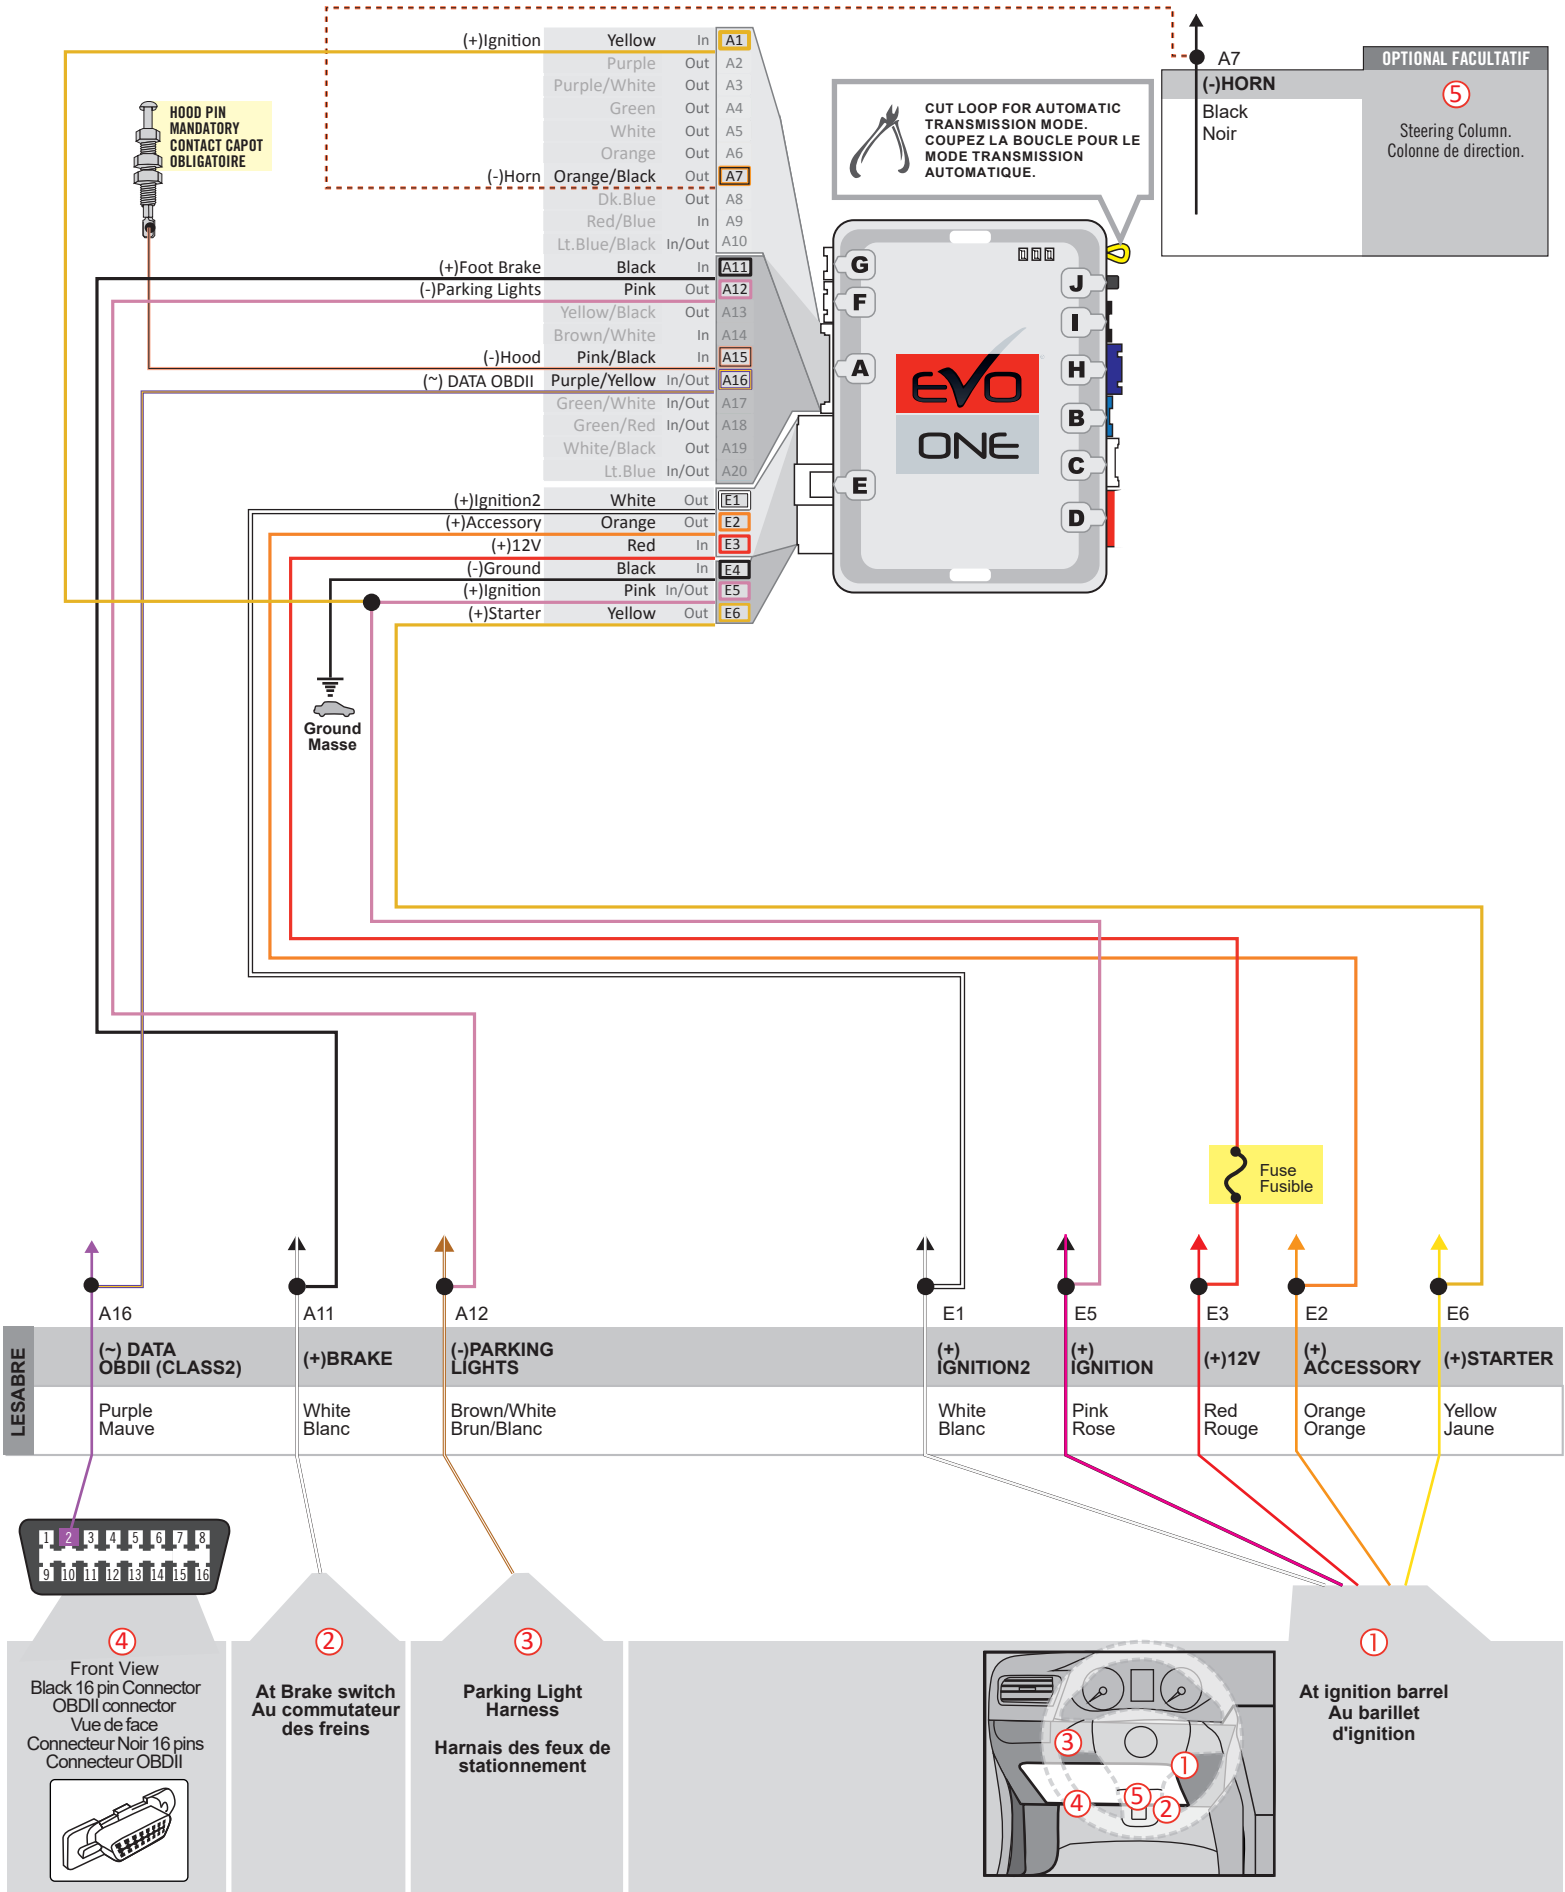 (+)Ignition Yellow In A1
Purple Out A2
Purple/White Out A3
Green Out A4
White Out A5
Orange Out A6
(-)Horn Orange/Black Out A7
Dk.Blue Out A8
Red/Blue In A9
Lt.Blue/Black In/Out A10
(+)Foot Brake Black In A11
(-)Parking Lights Pink Out A12
Yellow/Black Out A13
Brown/White In A14
(-)Hood Pink/Black In A15
(~) DATA OBDII Purple/Yellow In/Out A16
Green/White In/Out A17
Green/Red In/Out A18
White/Black Out A19
Lt.Blue In/Out A20
(+)Ignition2 White Out E1
(+)Accessory Orange Out E2
(+)12V Red In E3
(-)Ground Black In E4
(+)Ignition Pink In/Out E5
(+)Starter Yellow Out E6
HOOD PIN
MANDATORY
CONTACT CAPOT
OBLIGATOIRE
CUT LOOP FOR AUTOMATIC
TRANSMISSION MODE.
COUPEZ LA BOUCLE POUR LE
MODE TRANSMISSION
AUTOMATIQUE.
A7
OPTIONAL FACULTATIF
(-)HORN
Black
Noir
5
Steering Column.
Colonne de direction.
G
F
A
E
J
I
H
B
C
D
EVO
ONE
Ground
Masse
Fuse
Fusible
A16 A11 A12 E1 E5 E3 E2 E6
LESABRE
(~) DATA
OBDII (CLASS2)
(+)BRAKE
(-)PARKING
LIGHTS
(+)
IGNITION2
(+)
IGNITION
(+)12V
(+)
ACCESSORY
(+)STARTER
Purple
Mauve
White
Blanc
Brown/White
Brun/Blanc
White
Blanc
Pink
Rose
Red
Rouge
Orange
Orange
Yellow
Jaune
1 2 3 4 5 6 7 8
9 10 11 12 13 14 15 16
4
Front View
Black 16 pin Connector
OBDII connector
Vue de face
Connecteur Noir 16 pins
Connecteur OBDII
2
At Brake switch
Au commutateur
des freins
3
Parking Light
Harness
Harnais des feux de
stationnement
3
1
4
5
2
1
At ignition barrel
Au barillet
d'ignition